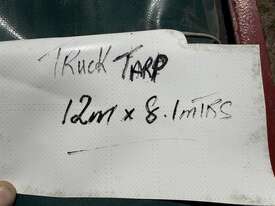 TRUCK TARP
12m x 8.1mTRS